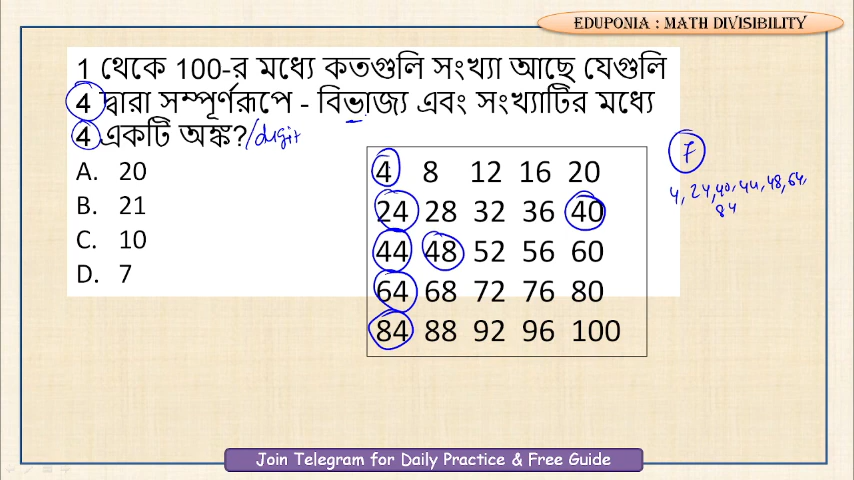 EDUPONIA : MATH DIVISIBILITY
1 থেকে 100-র মধ্যে কতগুলি সংখ্যা আছে যেগুলি
4 দ্বারা সম্পূর্ণরূপে - বিভাজ্য এবং সংখ্যাটির মধ্যে
4 একটি অঙ্ক?/digit
A. 20
B. 21
C. 10
D. 7
4 8 12 16 20
24 28 32 36 40
44 48 52 56 60
64 68 72 76 80
84 88 92 96 100
7
4, 24, 40, 44, 48, 64,
84
Join Telegram for Daily Practice & Free Guide